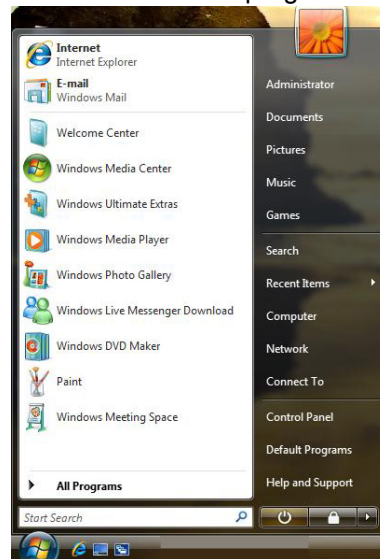 Internet
Internet Explorer
E-mail
Windows Mail
Welcome Center
Windows Media Center
Windows Ultimate Extras
Windows Media Player
Windows Photo Gallery
Windows Live Messenger Download
Windows DVD Maker
Paint
Windows Meeting Space
All Programs
Start Search
Administrator
Documents
Pictures
Music
Games
Search
Recent Items
Computer
Network
Connect To
Control Panel
Default Programs
Help and Support